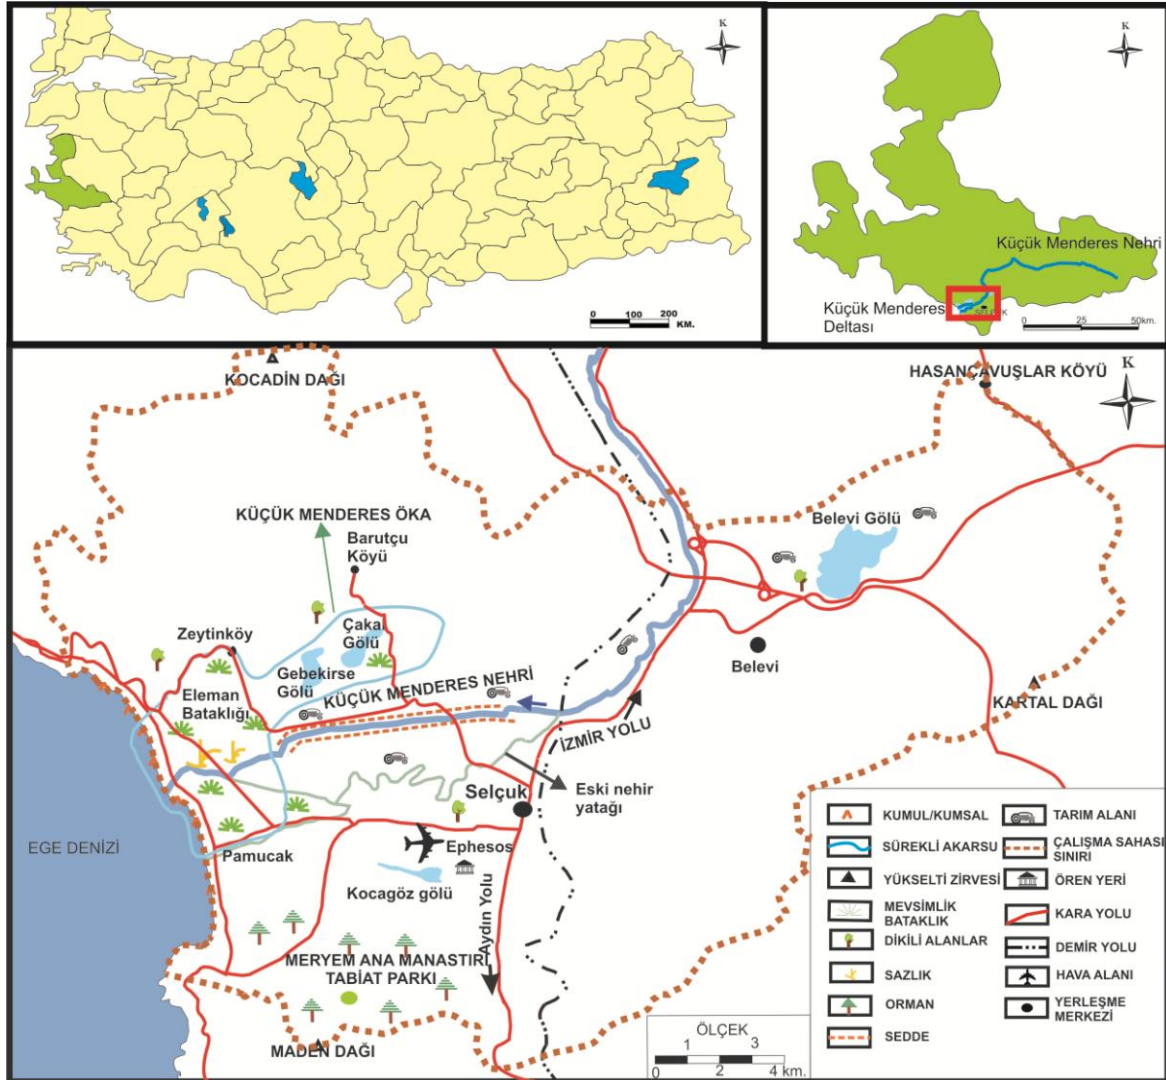 K
0 100 200
KM.
K
Küçük Menderes Nehri
Küçük Menderes
Deltası
0 25 50km.
KOCADİN DAĞI
HASANÇAVUŞLAR KÖYÜ
K
KÜÇÜK MENDERES ÖKA
Barutçu
Köyü
Belevi Gölü
Zeytinköy
Çakal
Gölü
Gebekirse
Gölü
Eleman
Bataklığı
KÜÇÜK MENDERES NEHRİ
Belevi
KARTAL DAĞI
İZMİR YOLU
Eski nehir
yatağı
Selçuk
EGE DENİZİ
Pamucak
Ephesos
Kocagöz gölü
Aydın Yolu
MERYEM ANA MANASTIRI
TABİAT PARKI
MADEN DAĞI
ÖLÇEK
1 3
0 2 4 km.
KUMUL/KUMSAL
SÜREKLİ AKARSU
YÜKSELTİ ZİRVESİ
MEVSİMLİK
BATAKLIK
DİKİLİ ALANLAR
SAZLIK
ORMAN
SEDDE
TARIM ALANI
ÇALIŞMA SAHASI
SINIRI
ÖREN YERİ
KARA YOLU
DEMİR YOLU
HAVA ALANI
YERLEŞME
MERKEZİ